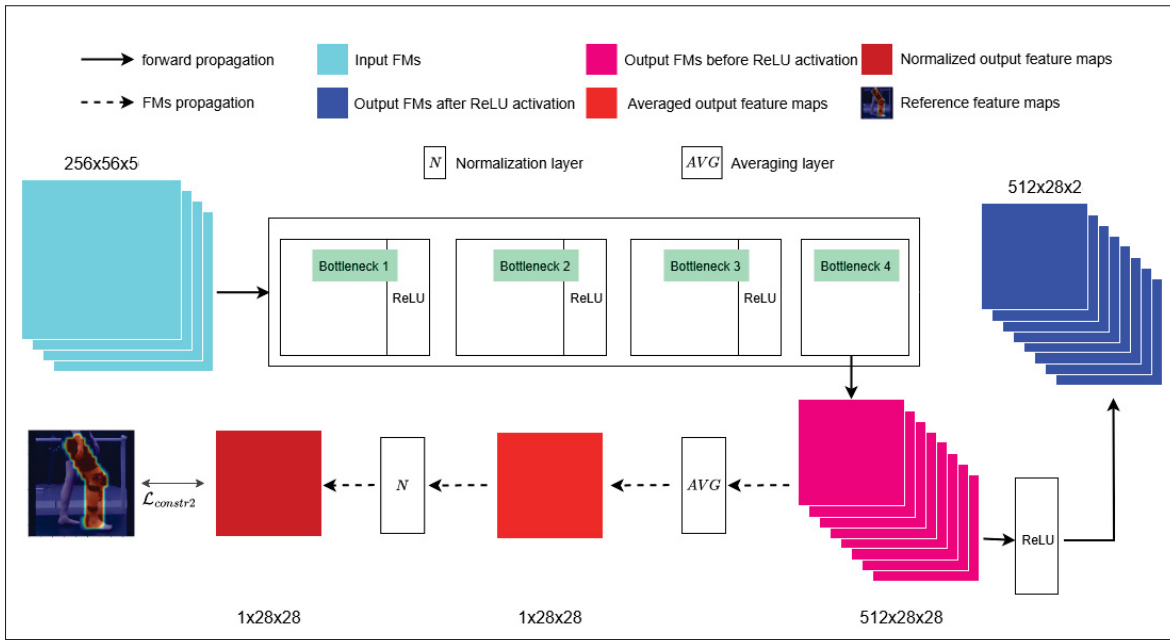 forward propagation
Input FMs
Output FMs before ReLU activation
Normalized output feature maps
FMs propagation
Output FMs after ReLU activation
Averaged output feature maps
Reference feature maps
N
Normalization layer
AVG
Averaging layer
256x56x5
512x28x2
Bottleneck 1
ReLU
Bottleneck 2
ReLU
Bottleneck 3
ReLU
Bottleneck 4
ℒconstr2
N
AVG
ReLU
1x28x28
1x28x28
512x28x28